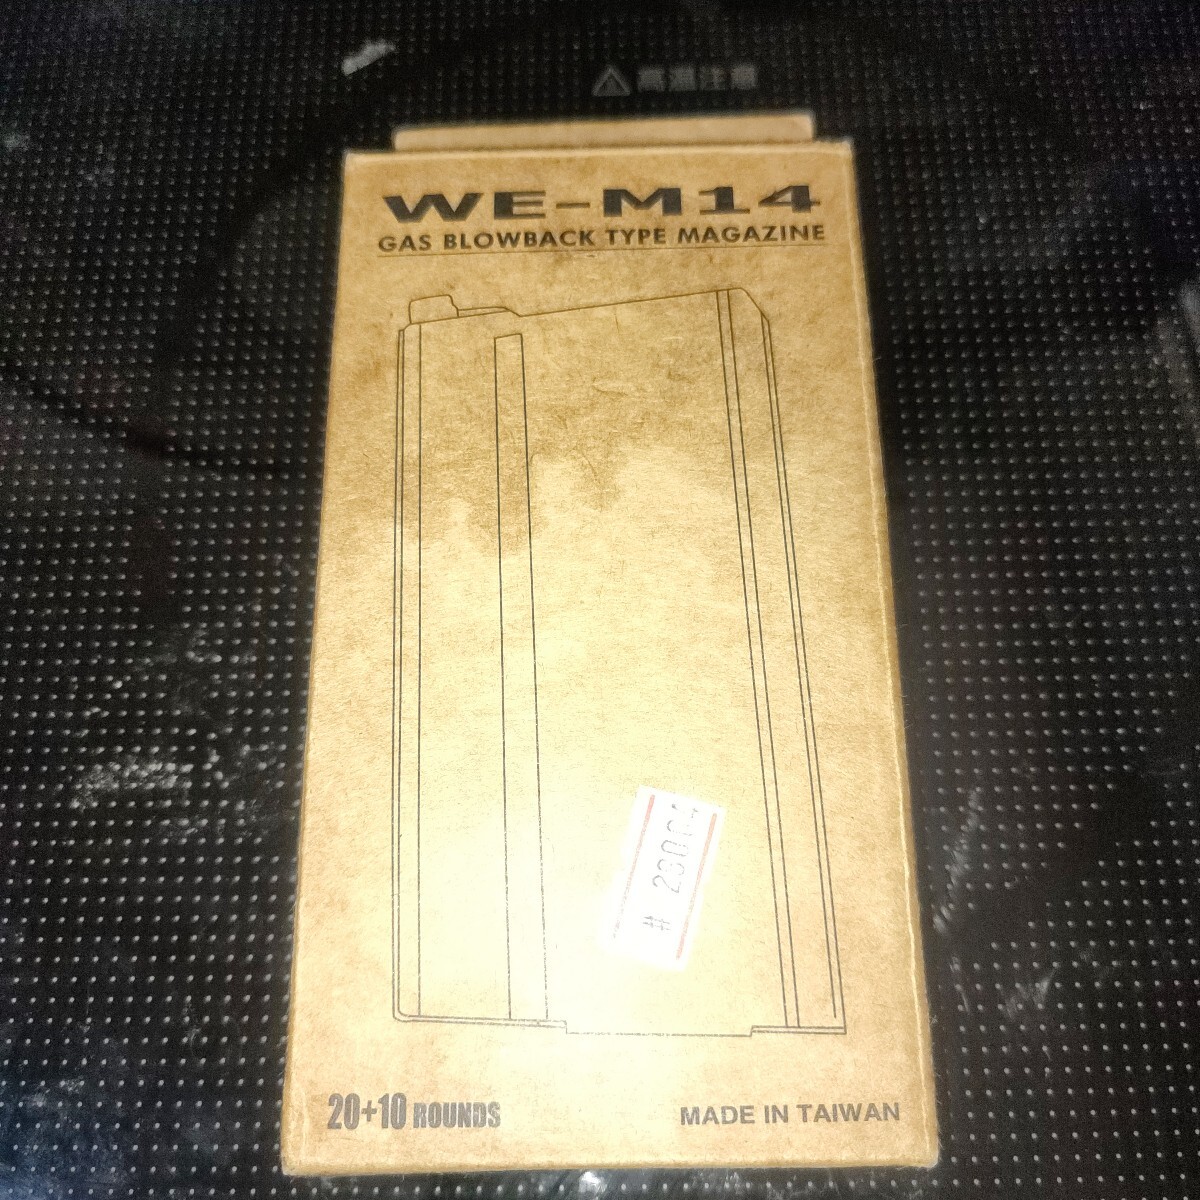 高温注意
WE-M14
GAS BLOWBACK TYPE MAGAZINE
20+10 ROUNDS
MADE IN TAIWAN